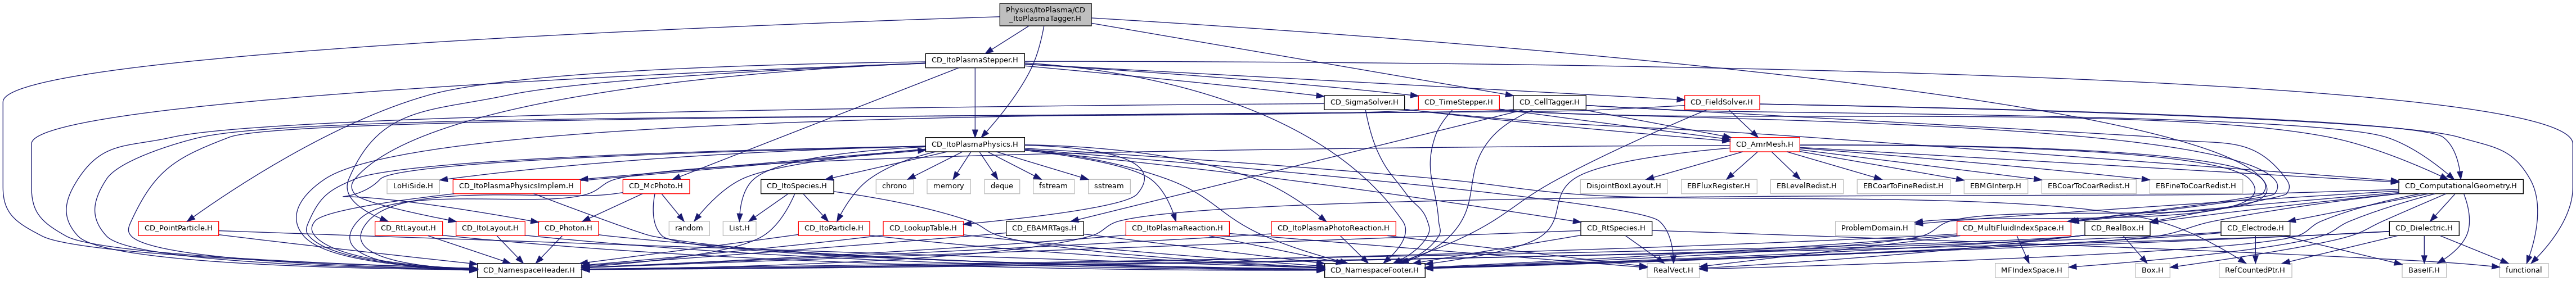 Physics/ItoPlasma/CD
_ItoPlasmaTagger.H
CD_ItoPlasmaStepper.H
CD_SigmaSolver.H
CD_TimeStepper.H
CD_CellTagger.H
CD_FieldSolver.H
CD_ItoPlasmaPhysics.H
CD_AmrMesh.H
LoHiSide.H
CD_ItoPlasmaPhysicsImplem.H
CD_McPhoto.H
CD_ItoSpecies.H
chrono
memory
deque
fstream
sstream
DisjointBoxLayout.H
EBFluxRegister.H
EBLevelRedist.H
EBCoarToFineRedist.H
EBMGInterp.H
EBCoarToCoarRedist.H
EBFineToCoarRedist.H
CD_ComputationalGeometry.H
CD_PointParticle.H
CD_RtLayout.H
CD_ItoLayout.H
CD_Photon.H
random
List.H
CD_ItoParticle.H
CD_LookupTable.H
CD_EBAMRTags.H
CD_ItoPlasmaReaction.H
CD_ItoPlasmaPhotoReaction.H
CD_RtSpecies.H
ProblemDomain.H
CD_MultiFluidIndexSpace.H
CD_RealBox.H
CD_Electrode.H
CD_Dielectric.H
CD_NamespaceHeader.H
CD_NamespaceFooter.H
RealVect.H
MFIndexSpace.H
Box.H
RefCountedPtr.H
BaseIF.H
functional